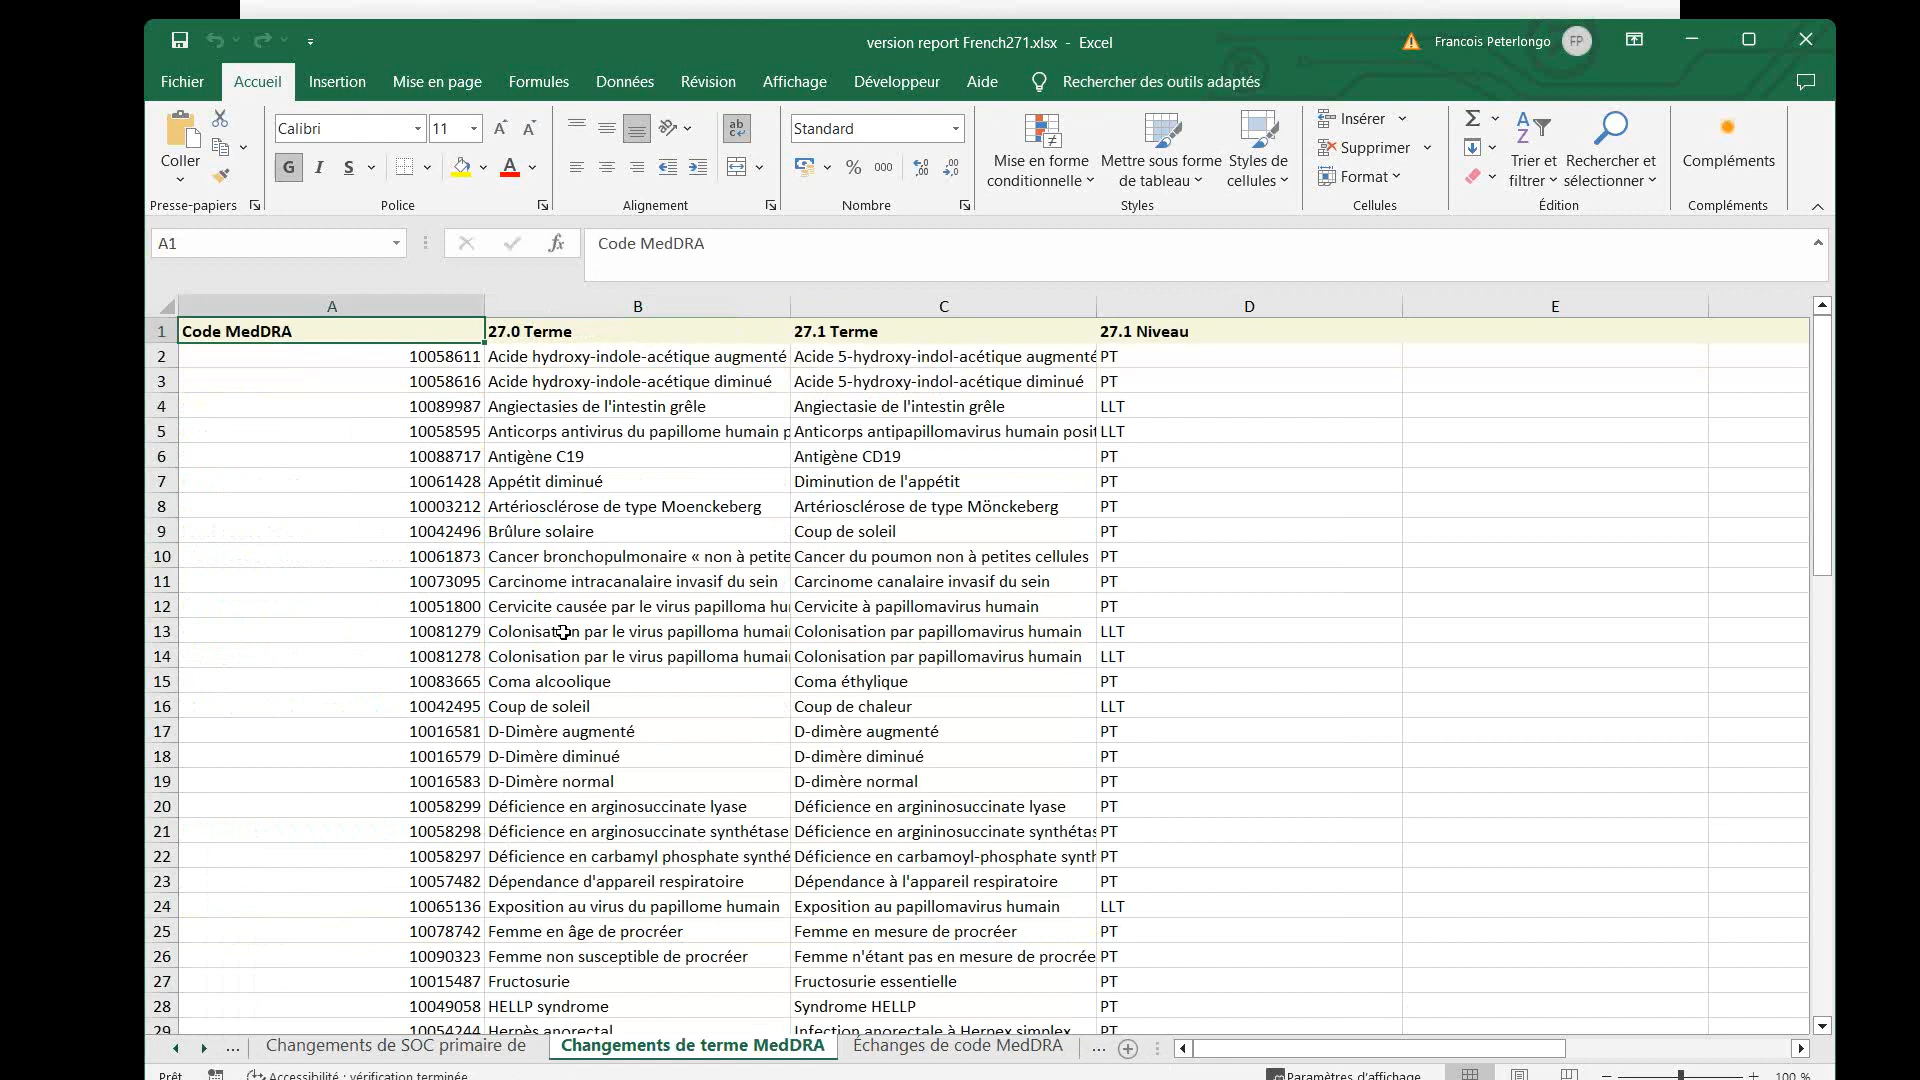 version report French271.xlsx - Excel
Francois Peterlongo FP
Fichier Accueil Insertion Mise en page Formules Données Révision Affichage Développeur Aide Rechercher des outils adaptés
Coller
Presse-papiers
Calibri 11
G I S
Police
ab
Alignement
Standard
% 000
Nombre
Mise en forme conditionnelle
Mettre sous forme de tableau
Styles de cellules
Styles
Insérer
Supprimer
Format
Cellules
Trier et filtrer
Rechercher et sélectionner
Édition
Compléments
Compléments
A1 fx Code MedDRA
A B C D E
1 Code MedDRA 27.0 Terme 27.1 Terme 27.1 Niveau
2 10058611 Acide hydroxy-indole-acétique augmenté Acide 5-hydroxy-indol-acétique augmenté PT
3 10058616 Acide hydroxy-indole-acétique diminué Acide 5-hydroxy-indol-acétique diminué PT
4 10089987 Angiectasies de l'intestin grêle Angiectasie de l'intestin grêle LLT
5 10058595 Anticorps antivirus du papillome humain p Anticorps antipapillomavirus humain posit LLT
6 10088717 Antigène C19 Antigène CD19 PT
7 10061428 Appétit diminué Diminution de l'appétit PT
8 10003212 Artériosclérose de type Moenckeberg Artériosclérose de type Mönckeberg PT
9 10042496 Brûlure solaire Coup de soleil PT
10 10061873 Cancer bronchopulmonaire « non à petite Cancer du poumon non à petites cellules PT
11 10073095 Carcinome intracanalaire invasif du sein Carcinome canalaire invasif du sein PT
12 10051800 Cervicite causée par le virus papilloma hu Cervicite à papillomavirus humain PT
13 10081279 Colonisation par le virus papilloma humai Colonisation par papillomavirus humain LLT
14 10081278 Colonisation par le virus papilloma humai Colonisation par papillomavirus humain LLT
15 10083665 Coma alcoolique Coma éthylique PT
16 10042495 Coup de soleil Coup de chaleur LLT
17 10016581 D-Dimère augmenté D-dimère augmenté PT
18 10016579 D-Dimère diminué D-dimère diminué PT
19 10016583 D-Dimère normal D-dimère normal PT
20 10058299 Déficience en arginosuccinate lyase Déficience en argininosuccinate lyase PT
21 10058298 Déficience en arginosuccinate synthétase Déficience en argininosuccinate synthétas PT
22 10058297 Déficience en carbamyl phosphate synthé Déficience en carbamoyl-phosphate synth PT
23 10057482 Dépendance d'appareil respiratoire Dépendance à l'appareil respiratoire PT
24 10065136 Exposition au virus du papillome humain Exposition au papillomavirus humain LLT
25 10078742 Femme en âge de procréer Femme en mesure de procréer PT
26 10090323 Femme non susceptible de procréer Femme n'étant pas en mesure de procrée PT
27 10015487 Fructosurie Fructosurie essentielle PT
28 10049058 HELLP syndrome Syndrome HELLP PT
29 10054244 Herpès anorectal Infection anorectale à Herpex simplex PT
... Changements de SOC primaire de Changements de terme MedDRA Échanges de code MedDRA ...
Prêt Accessibilité : vérification terminée Paramètres d'affichage 100 %